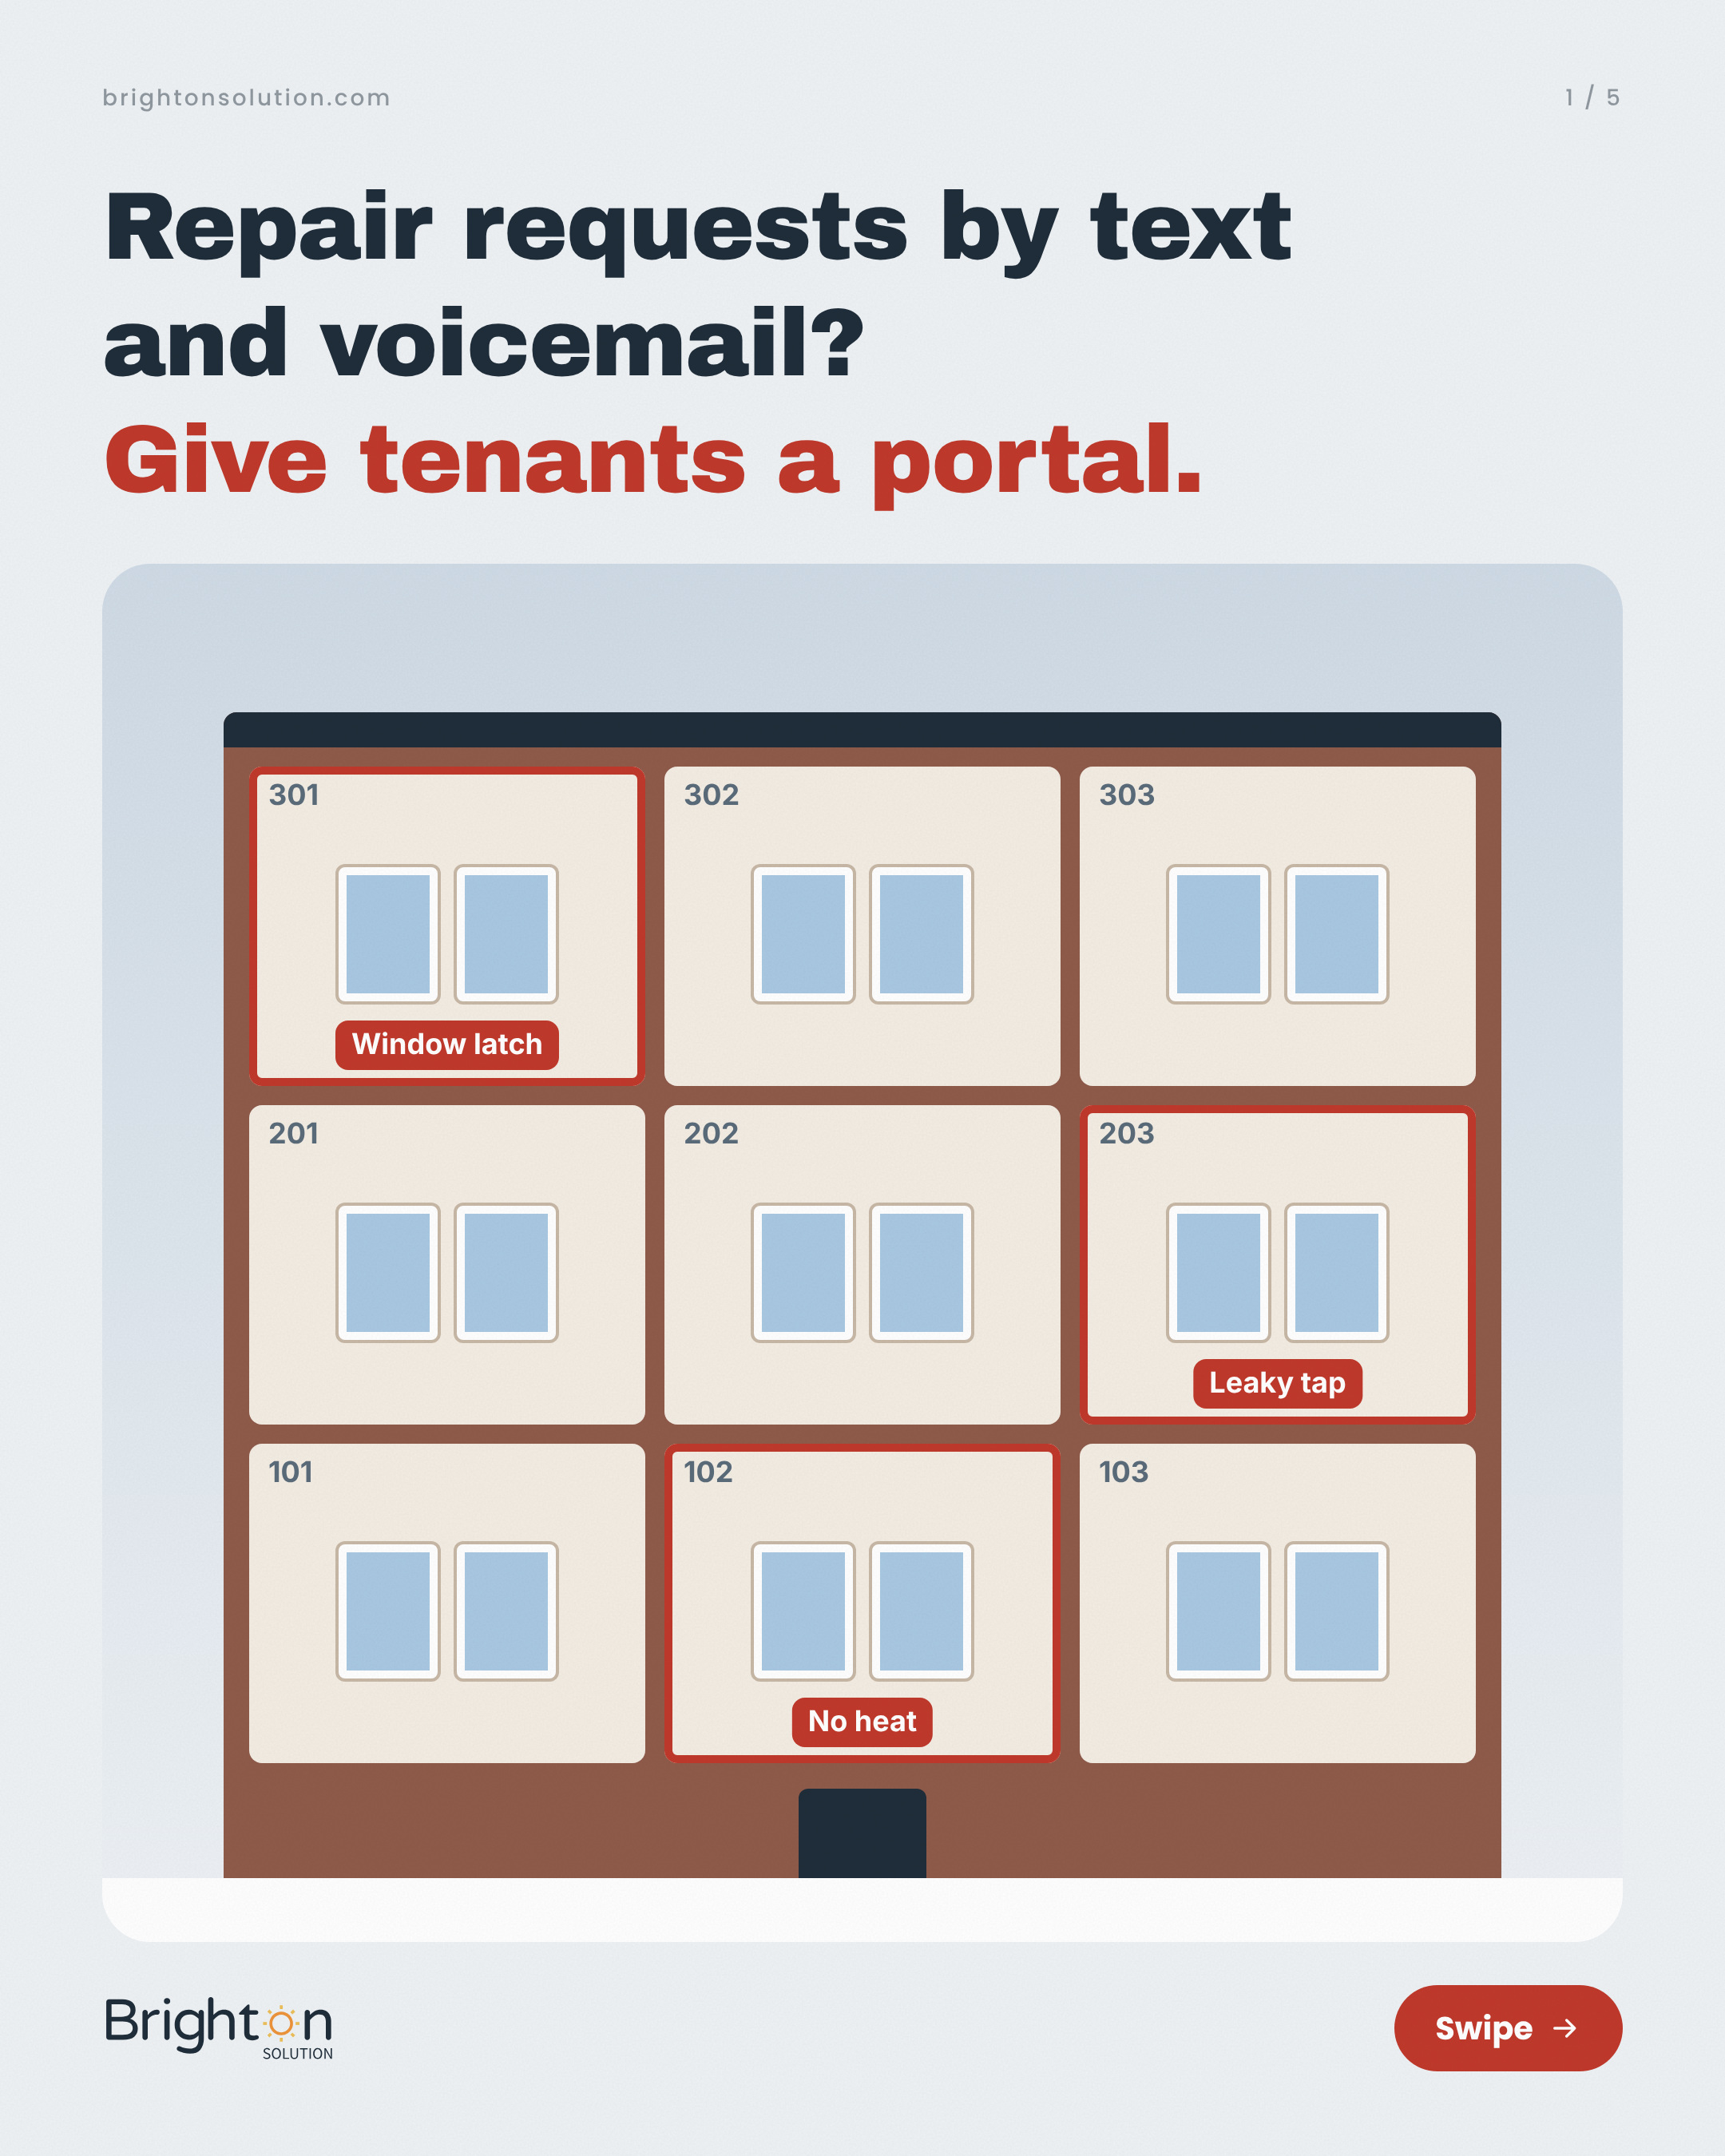 brightonsolution.com
1 / 5
Repair requests by text
and voicemail?
Give tenants a portal.
301
302
303
Window latch
201
202
203
Leaky tap
101
102
103
No heat
Brighton
SOLUTION
Swipe →